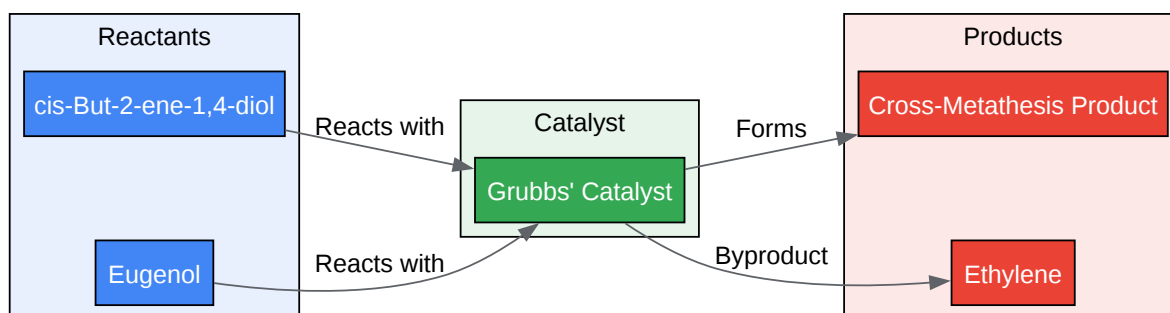 Reactants
cis-But-2-ene-1,4-diol
Eugenol
Reacts with
Reacts with
Catalyst
Grubbs' Catalyst
Forms
Byproduct
Products
Cross-Metathesis Product
Ethylene